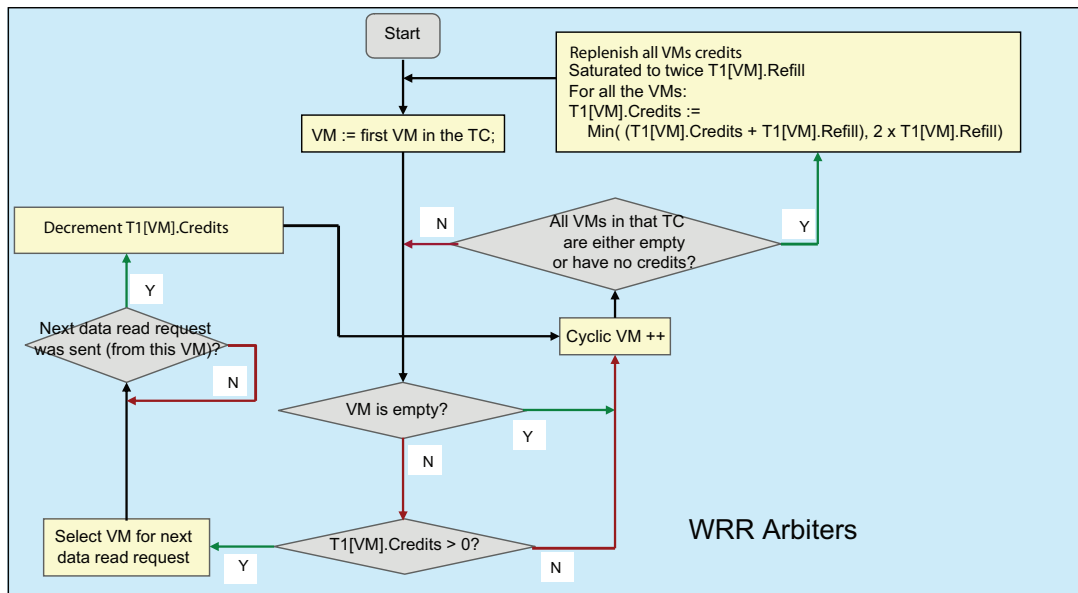 Start
Replenish all VMs credits
Saturated to twice T1[VM].Refill
For all the VMs:
T1[VM].Credits :=
Min( (T1[VM].Credits + T1[VM].Refill), 2 x T1[VM].Refill)
VM := first VM in the TC;
Decrement T1[VM].Credits
N
All VMs in that TC
are either empty
or have no credits?
Y
Y
Next data read request
was sent (from this VM)?
N
Cyclic VM ++
VM is empty?
Y
N
Select VM for next
data read request
Y
T1[VM].Credits > 0?
N
WRR Arbiters